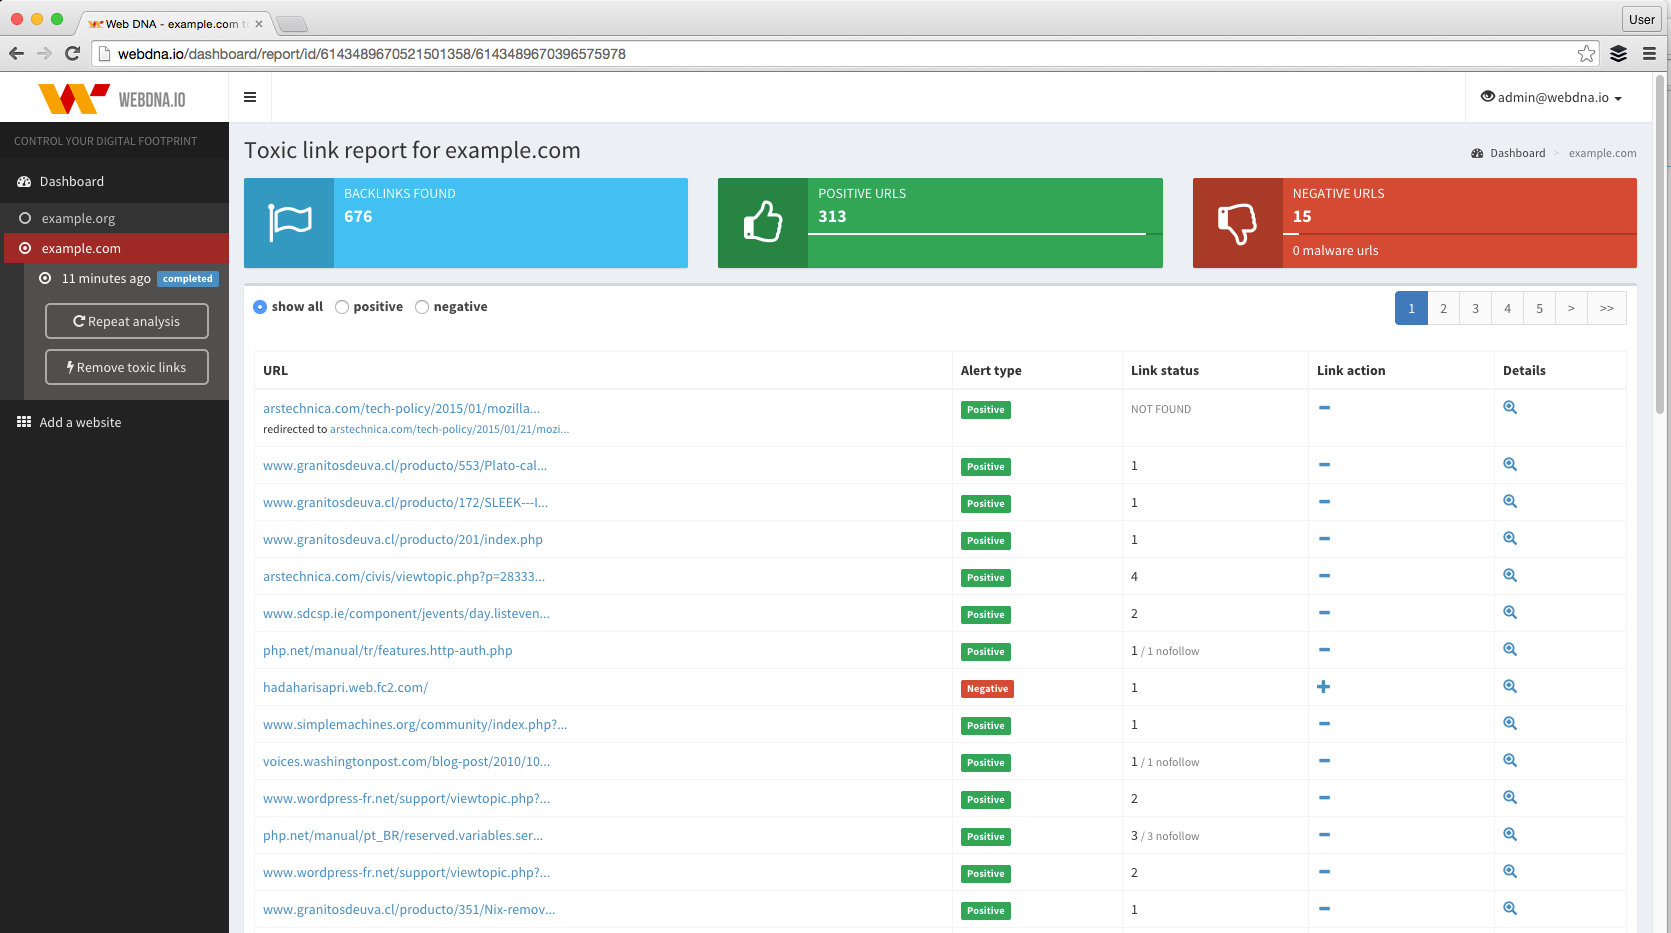 Web DNA - example.com t
User
webdna.io/dashboard/report/id/6143489670521501358/6143489670396575978
WEBDNA.IO
admin@webdna.io
CONTROL YOUR DIGITAL FOOTPRINT
Dashboard
example.org
example.com
11 minutes ago completed
Repeat analysis
Remove toxic links
Add a website
Toxic link report for example.com
Dashboard > example.com
BACKLINKS FOUND
676
POSITIVE URLS
313
NEGATIVE URLS
15
0 malware urls
show all positive negative
1 2 3 4 5 > >>
URL Alert type Link status Link action Details
arstechnica.com/tech-policy/2015/01/mozilla... Positive NOT FOUND
redirected to arstechnica.com/tech-policy/2015/01/21/mozi...
www.granitosdeuva.cl/producto/553/Plato-cal... Positive 1
www.granitosdeuva.cl/producto/172/SLEEK---I... Positive 1
www.granitosdeuva.cl/producto/201/index.php Positive 1
arstechnica.com/civis/viewtopic.php?p=28333... Positive 4
www.sdcsp.ie/component/jevents/day.listeven... Positive 2
php.net/manual/tr/features.http-auth.php Positive 1 / 1 nofollow
hadaharisapri.web.fc2.com/ Negative 1
www.simplemachines.org/community/index.php?... Positive 1
voices.washingtonpost.com/blog-post/2010/10... Positive 1 / 1 nofollow
www.wordpress-fr.net/support/viewtopic.php?... Positive 2
php.net/manual/pt_BR/reserved.variables.ser... Positive 3 / 3 nofollow
www.wordpress-fr.net/support/viewtopic.php?... Positive 2
www.granitosdeuva.cl/producto/351/Nix-remov... Positive 1